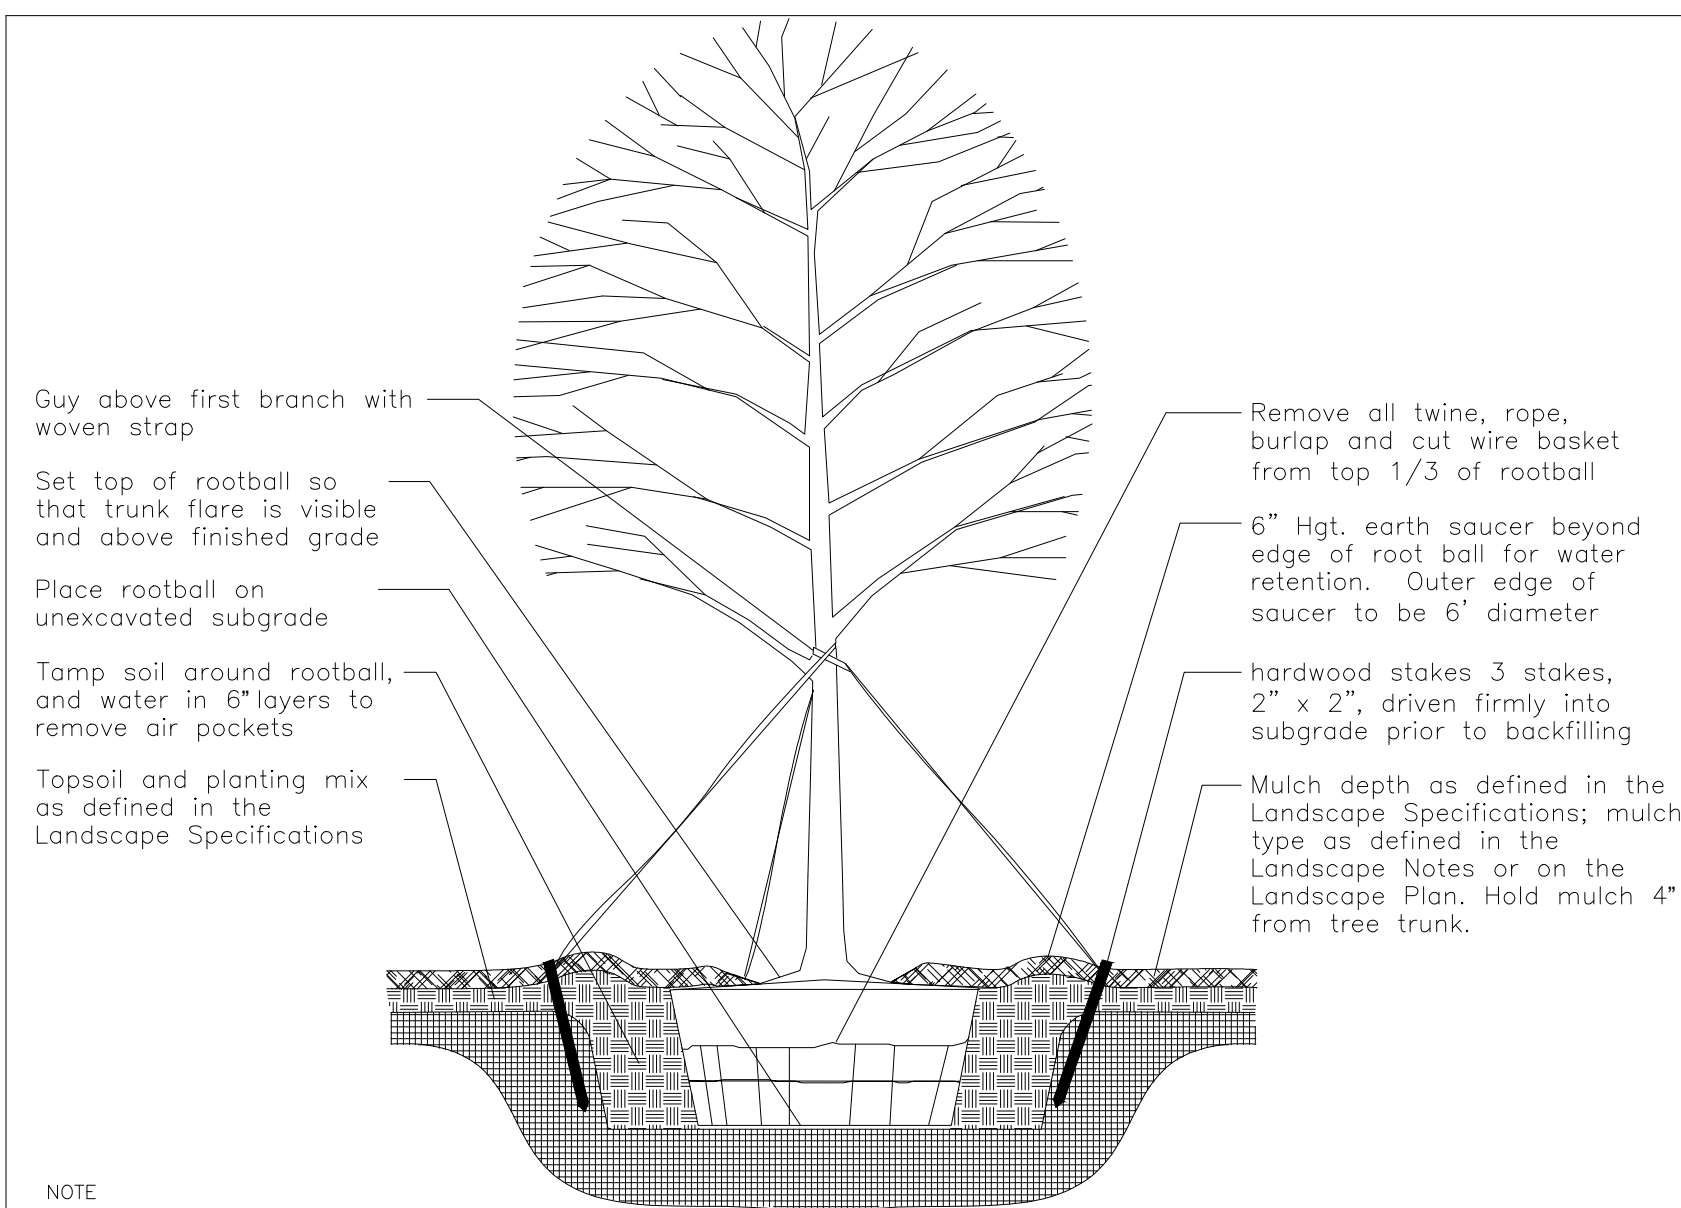 Guy above first branch with
woven strap
Set top of rootball so
that trunk flare is visible
and above finished grade
Place rootball on
unexcavated subgrade
Tamp soil around rootball,
and water in 6" layers to
remove air pockets
Topsoil and planting mix
as defined in the
Landscape Specifications
Remove all twine, rope,
burlap and cut wire basket
from top 1/3 of rootball
6” Hgt. earth saucer beyond
edge of root ball for water
retention. Outer edge of
saucer to be 6’ diameter
hardwood stakes 3 stakes,
2” x 2”, driven firmly into
subgrade prior to backfilling
Mulch depth as defined in the
Landscape Specifications; mulch
type as defined in the
Landscape Notes or on the
Landscape Plan. Hold mulch 4"
from tree trunk.
NOTE